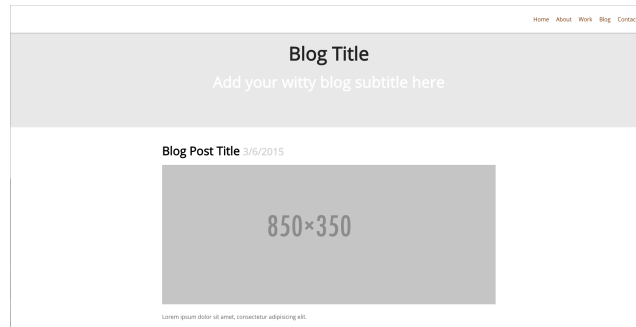 Home About Work Blog Contac
Blog Title
Add your witty blog subtitle here
Blog Post Title 3/6/2015
850×350
Lorem ipsum dolor sit amet, consectetur adipisicing elit.